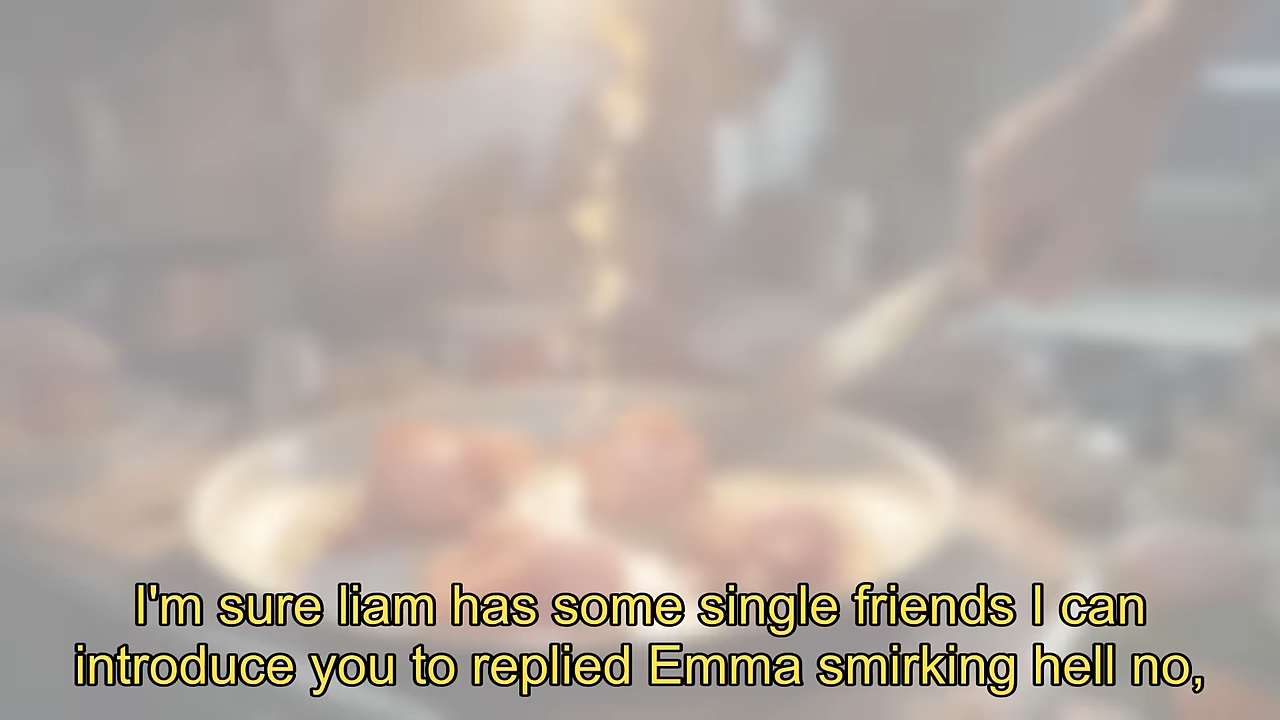 I'm sure liam has some single friends I can
introduce you to replied Emma smirking hell no,